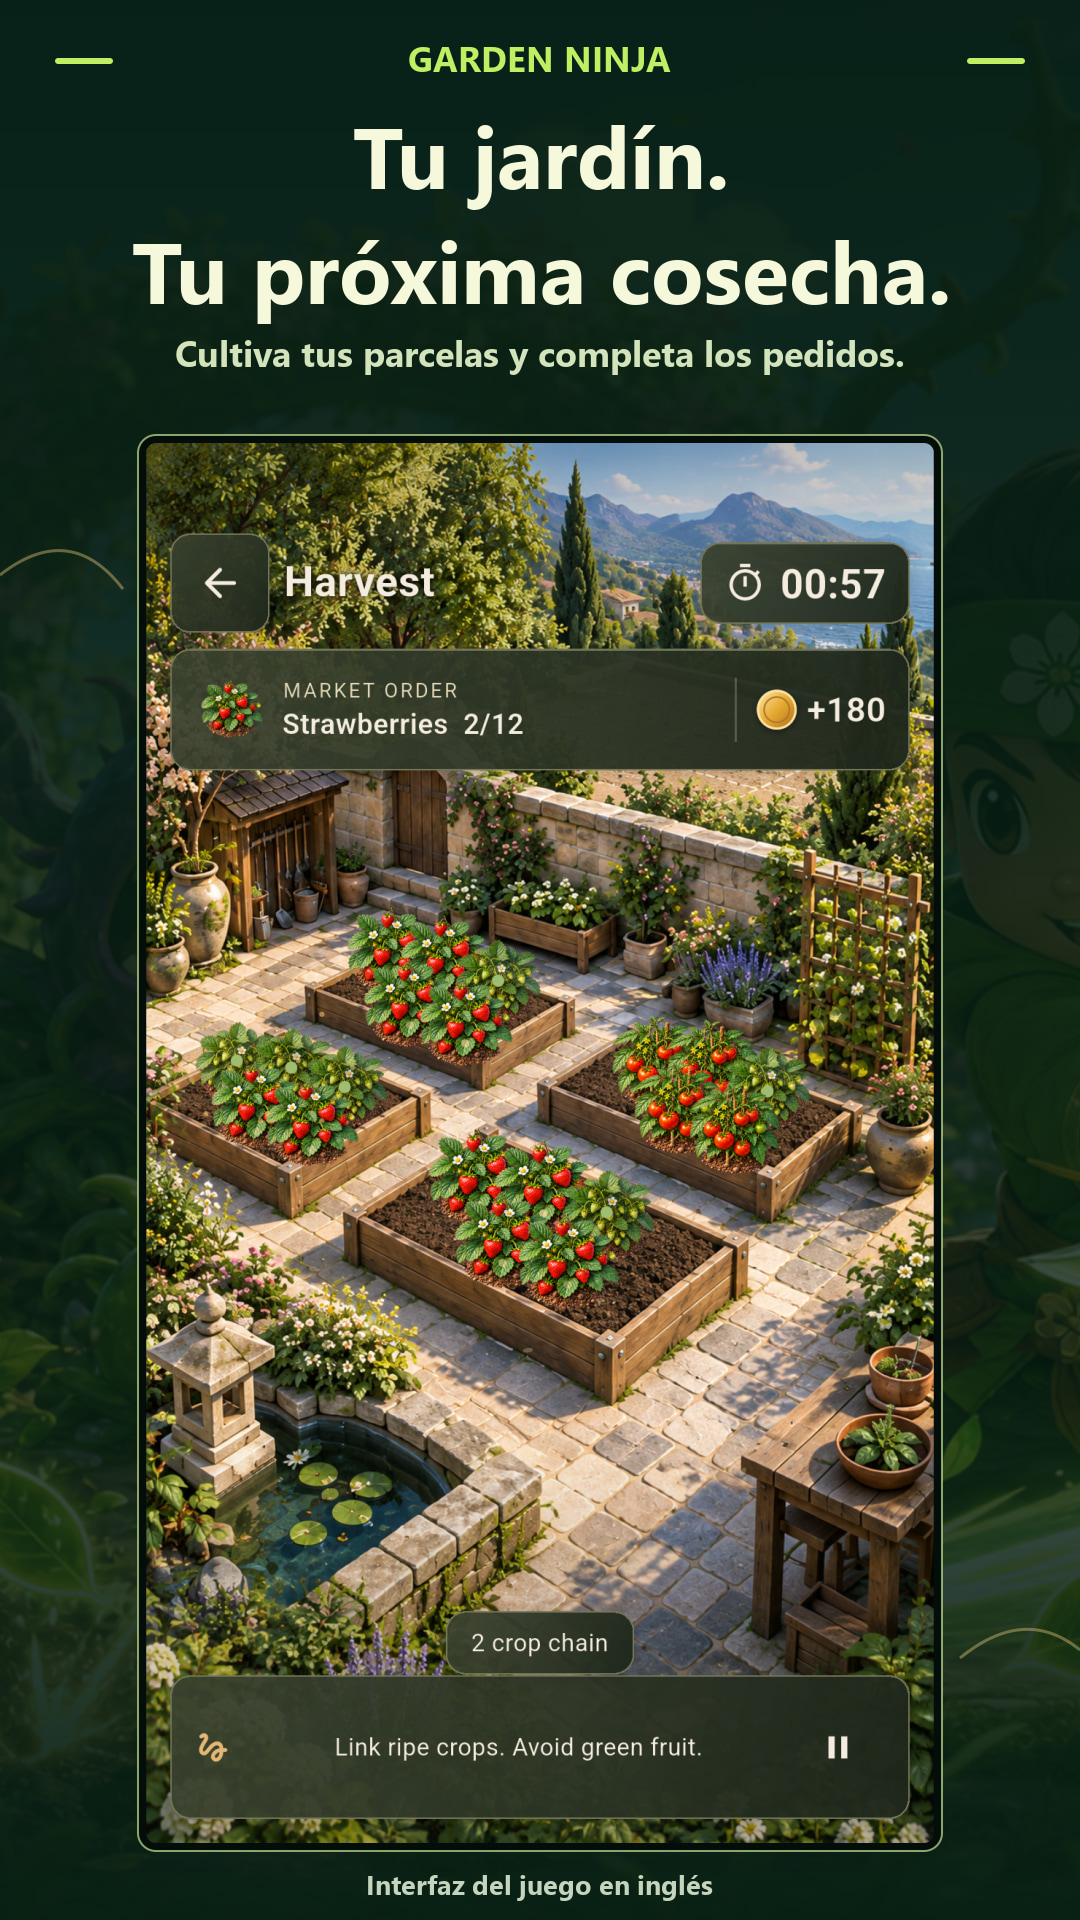 GARDEN NINJA
Tu jardín.
Tu próxima cosecha.
Cultiva tus parcelas y completa los pedidos.
Harvest
00:57
MARKET ORDER
Strawberries 2/12
+180
2 crop chain
Link ripe crops. Avoid green fruit.
Interfaz del juego en inglés